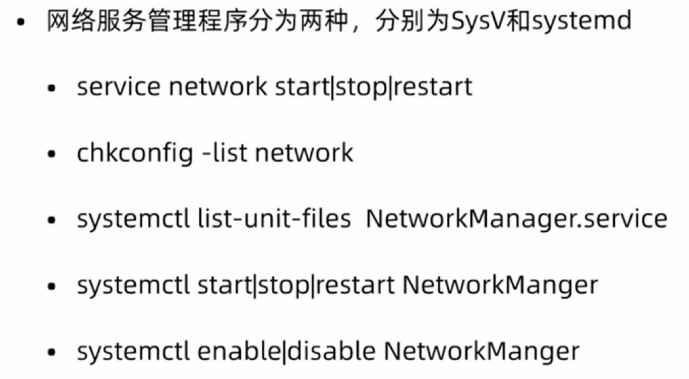 • 网络服务管理程序分为两种，分别为SysV和systemd
• service network start|stop|restart
• chkconfig -list network
• systemctl list-unit-files NetworkManager.service
• systemctl start|stop|restart NetworkManger
• systemctl enable|disable NetworkManger